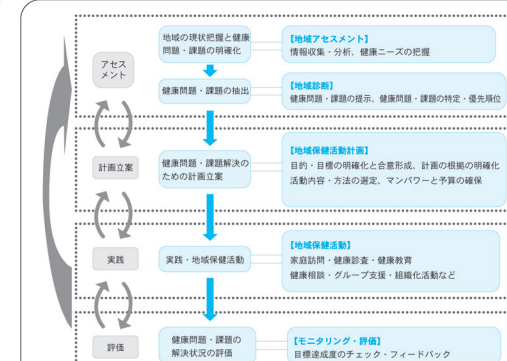 アセス
メント
地域の現状把握と健康
問題・課題の明確化
【地域アセスメント】
情報収集・分析、健康ニーズの把握
健康問題・課題の抽出
【地域診断】
健康問題・課題の提示、健康問題・課題の特定・優先順位
計画立案
健康問題・課題解決の
ための計画立案
【地域保健活動計画】
目的・目標の明確化と合意形成、計画の根拠の明確化
活動内容・方法の選定、マンパワーと予算の確保
実践
実践・地域保健活動
【地域保健活動】
家庭訪問・健康診査・健康教育
健康相談・グループ支援・組織化活動など
評価
健康問題・課題の
解決状況の評価
【モニタリング・評価】
目標達成度のチェック・フィードバック